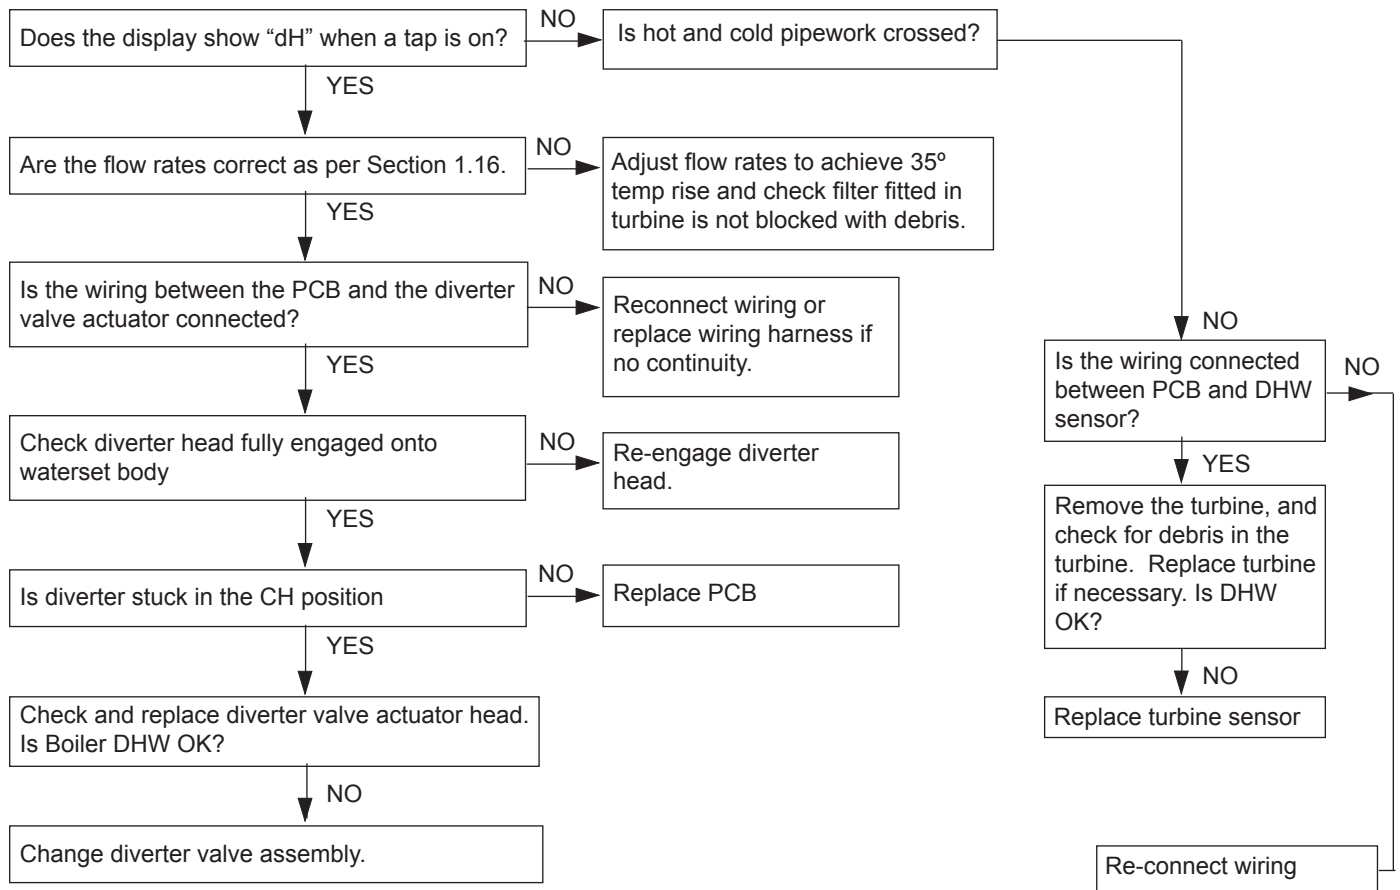 Does the display show “dH” when a tap is on?
NO
Is hot and cold pipework crossed?
YES
Are the flow rates correct as per Section 1.16.
NO
Adjust flow rates to achieve 35º
temp rise and check filter fitted in
turbine is not blocked with debris.
YES
Is the wiring between the PCB and the diverter
valve actuator connected?
NO
Reconnect wiring or
replace wiring harness if
no continuity.
YES
Check diverter head fully engaged onto
waterset body
NO
Re-engage diverter
head.
YES
Is diverter stuck in the CH position
NO
Replace PCB
YES
Check and replace diverter valve actuator head.
Is Boiler DHW OK?
NO
Change diverter valve assembly.
NO
Is the wiring connected
between PCB and DHW
sensor?
NO
YES
Remove the turbine, and
check for debris in the
turbine.  Replace turbine
if necessary. Is DHW
OK?
NO
Replace turbine sensor
Re-connect wiring